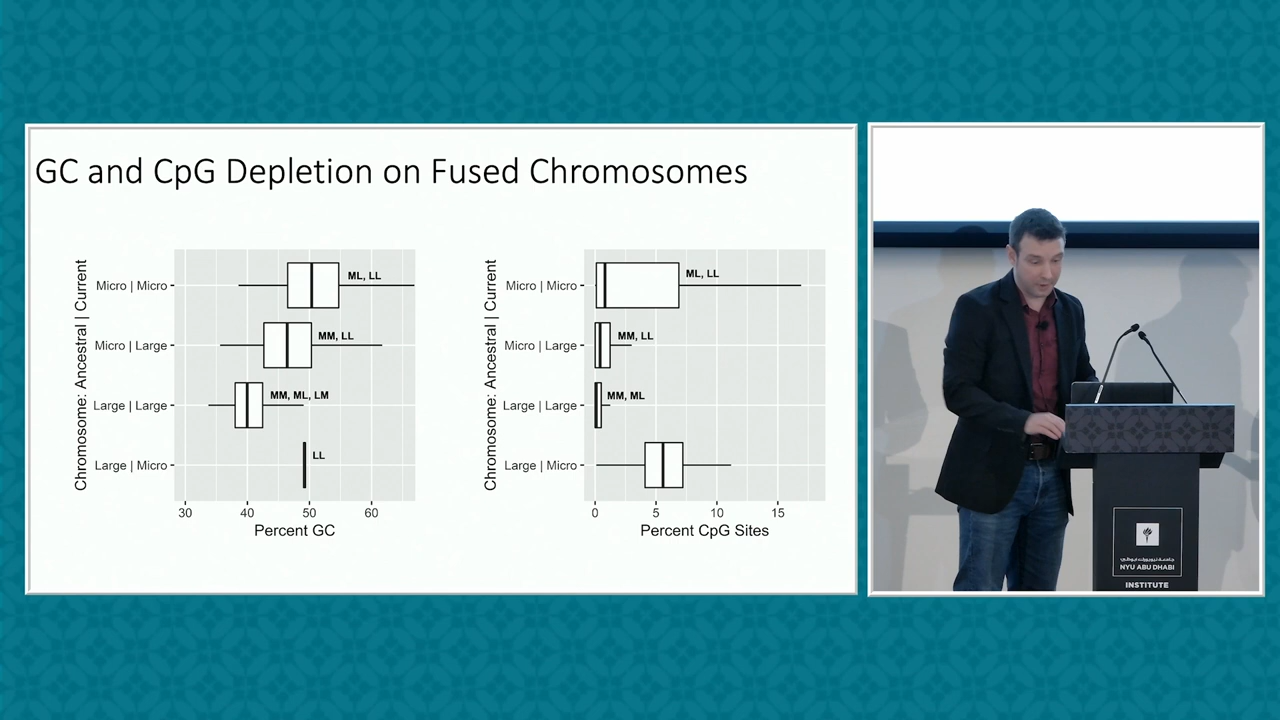 GC and CpG Depletion on Fused Chromosomes
Chromosome: Ancestral | Current
Micro | Micro
Micro | Large
Large | Large
Large | Micro
ML, LL
MM, LL
MM, ML, LM
LL
30 40 50 60
Percent GC
Chromosome: Ancestral | Current
Micro | Micro
Micro | Large
Large | Large
Large | Micro
ML, LL
MM, LL
MM, ML
0 5 10 15
Percent CpG Sites
جامعة نيويورك أبوظبي
NYU ABU DHABI
INSTITUTE